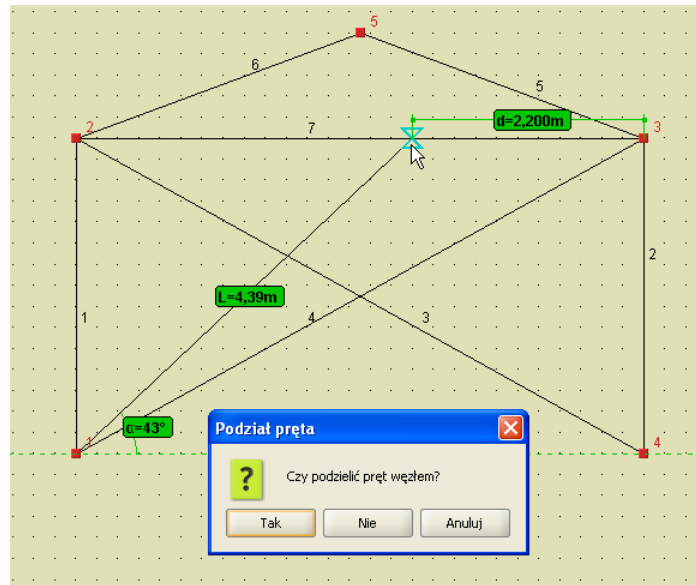 5
6
5
d=2,200m
2
7
3
2
L=4,39m
1
4
3
α=43°
1
4
Podział pręta
?
Czy podzielić pręt węzłem?
Tak
Nie
Anuluj